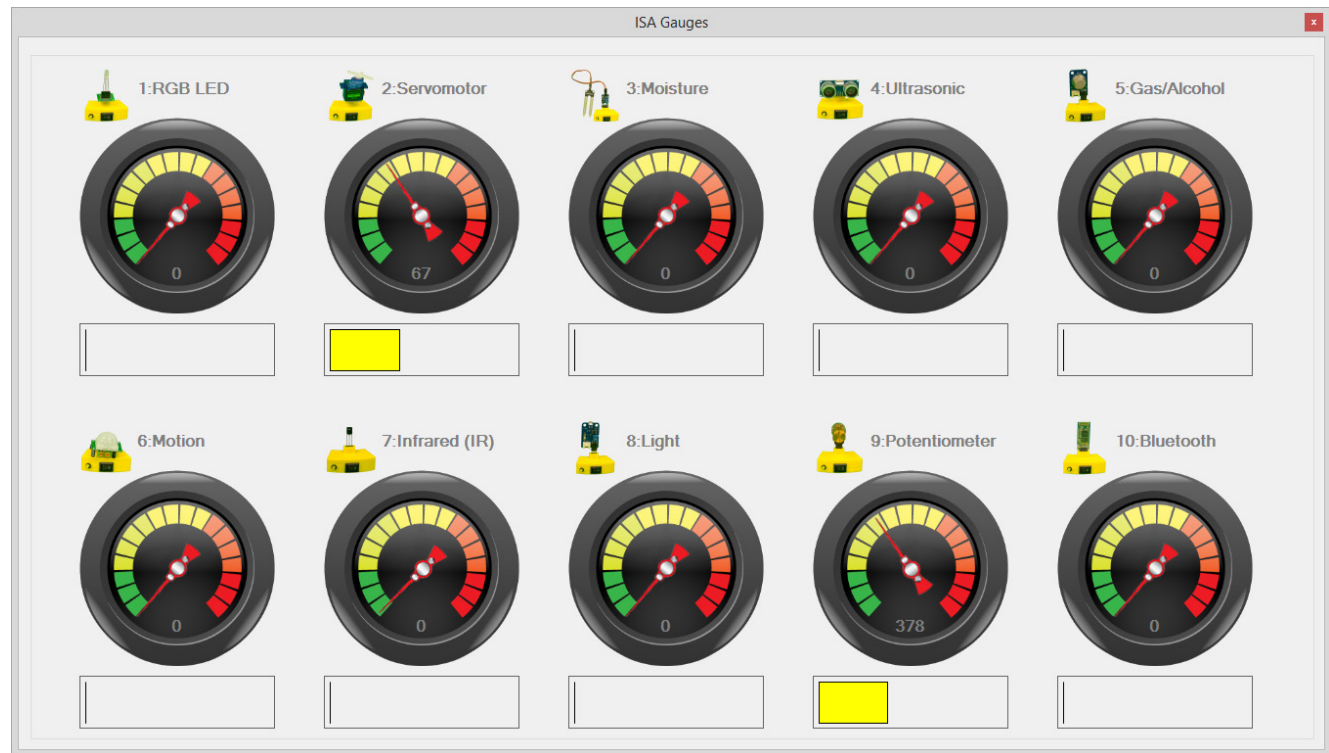 ISA Gauges
x
1:RGB LED
2:Servomotor
3:Moisture
4:Ultrasonic
5:Gas/Alcohol
0
67
0
0
0
6:Motion
7:Infrared (IR)
8:Light
9:Potentiometer
10:Bluetooth
0
0
0
378
0